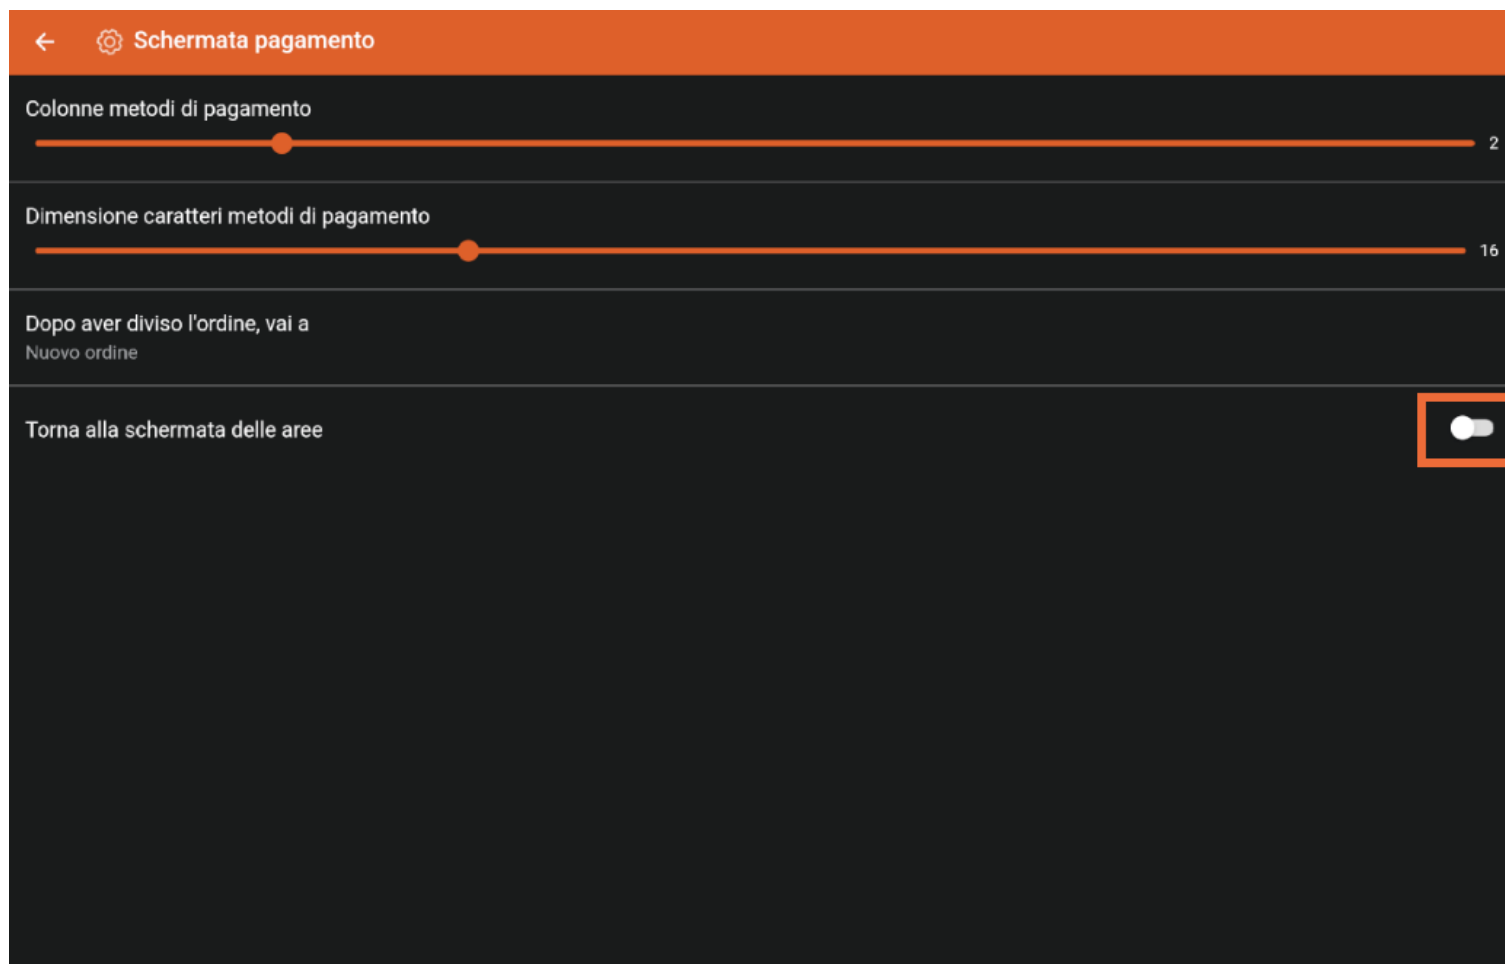 Schermata pagamento
Colonne metodi di pagamento
2
Dimensione caratteri metodi di pagamento
16
Dopo aver diviso l'ordine, vai a
Nuovo ordine
Torna alla schermata delle aree